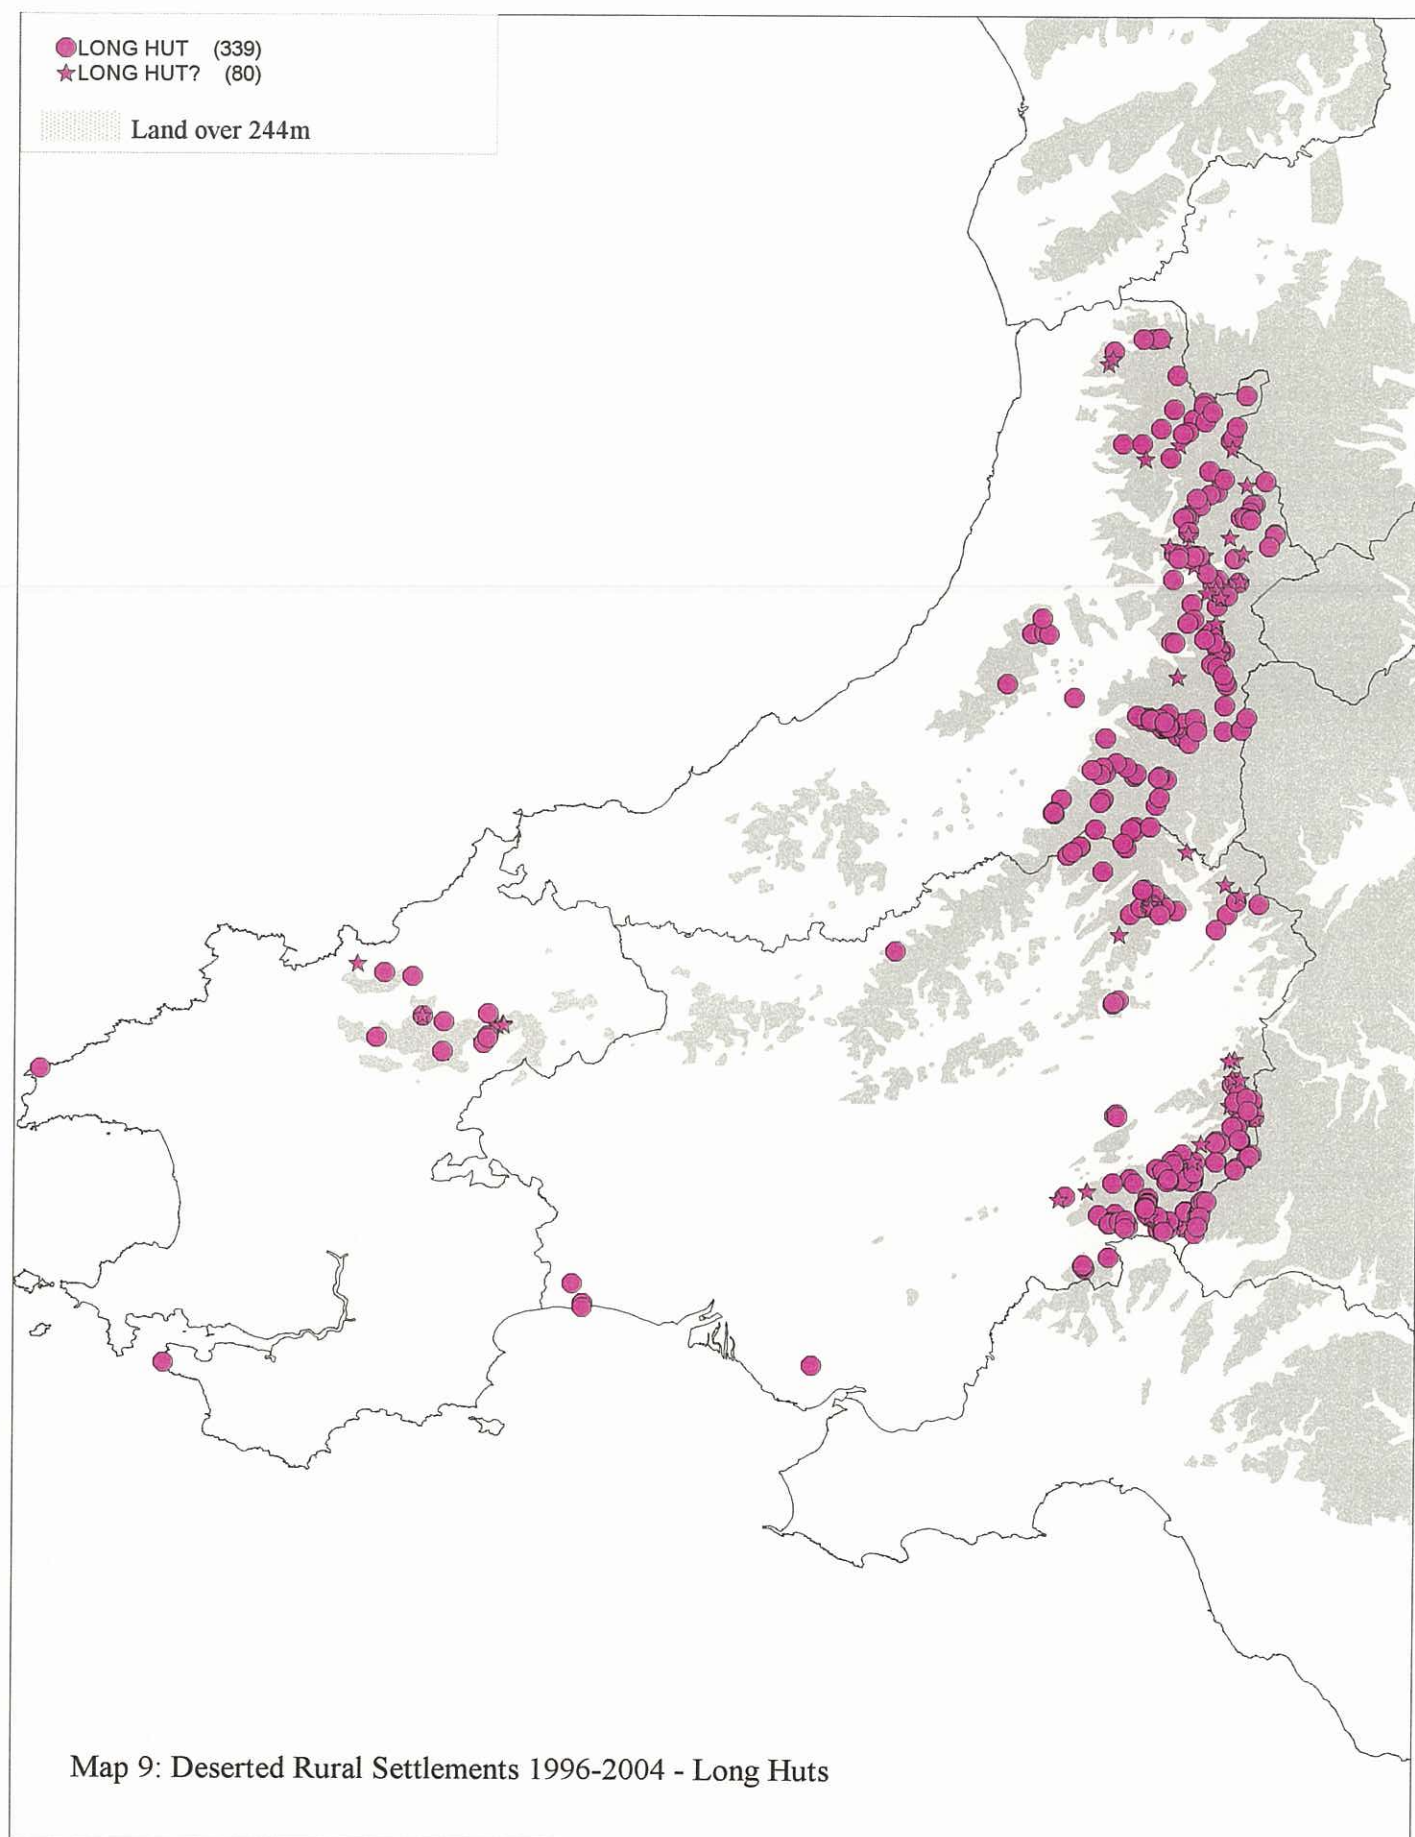 LONG HUT (339)
LONG HUT? (80)
Land over 244m
Map 9: Deserted Rural Settlements 1996-2004 - Long Huts